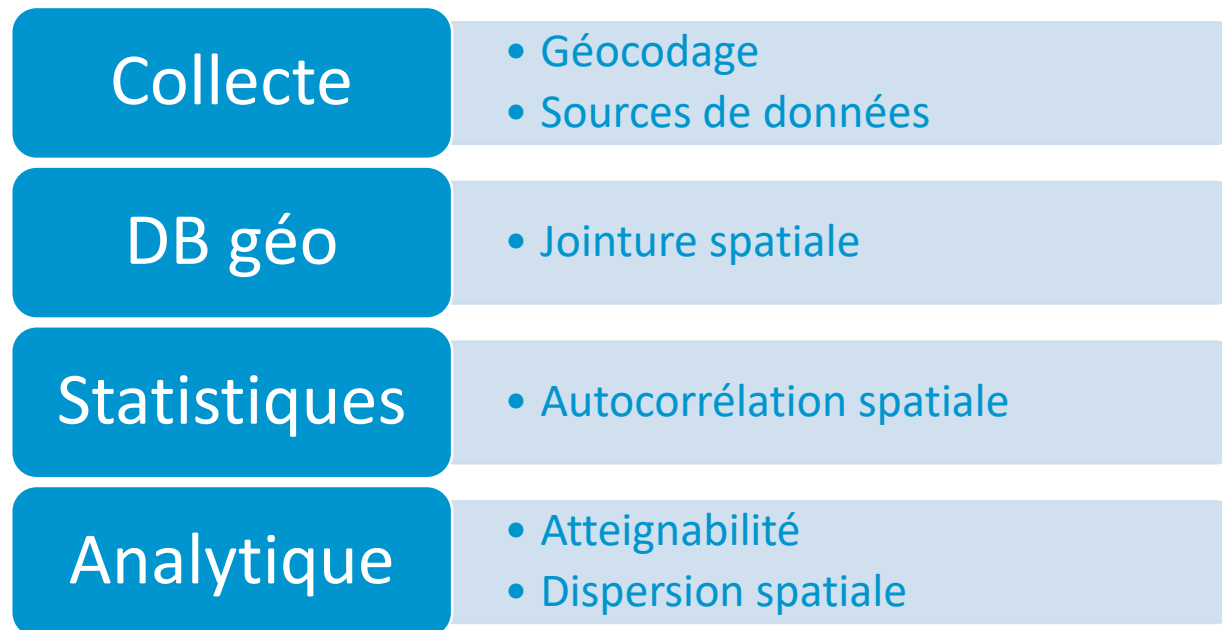 Collecte
• Géocodage
• Sources de données
DB géo
• Jointure spatiale
Statistiques
• Autocorrélation spatiale
Analytique
• Atteignabilité
• Dispersion spatiale